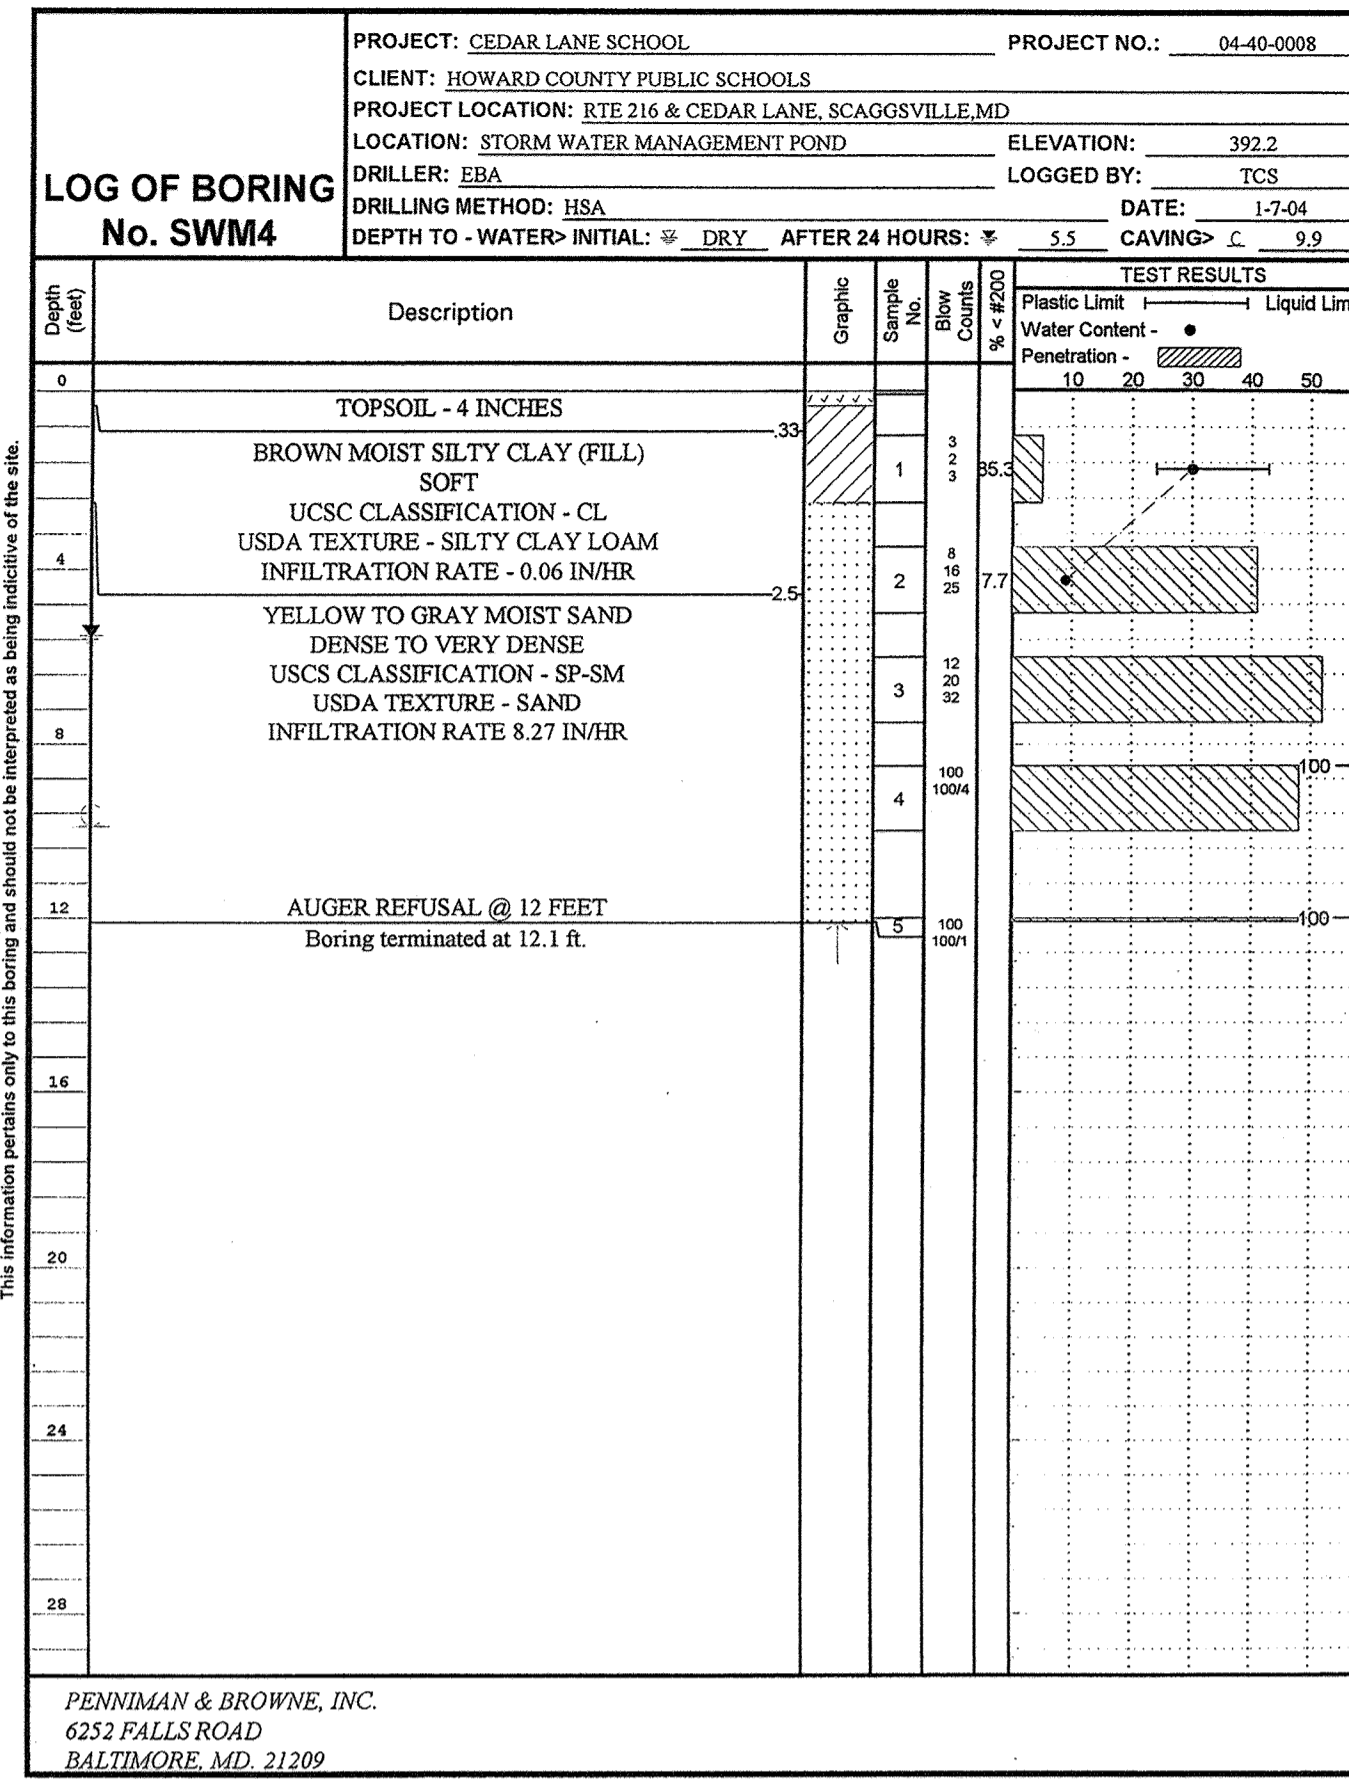 LOG OF BORING
No. SWM4
PROJECT: CEDAR LANE SCHOOL PROJECT NO.: 04-40-0008
CLIENT: HOWARD COUNTY PUBLIC SCHOOLS
PROJECT LOCATION: RTE 216 & CEDAR LANE, SCAGGSVILLE,MD
LOCATION: STORM WATER MANAGEMENT POND ELEVATION: 392.2
DRILLER: EBA LOGGED BY: TCS
DRILLING METHOD: HSA DATE: 1-7-04
DEPTH TO - WATER> INITIAL: DRY AFTER 24 HOURS: 5.5 CAVING> C 9.9
Depth (feet)
Description
Graphic
Sample No.
Blow Counts
% < #200
TEST RESULTS
Plastic Limit Liquid Lim
Water Content -
Penetration -
10 20 30 40 50
0
TOPSOIL - 4 INCHES
.33
BROWN MOIST SILTY CLAY (FILL)
SOFT
UCSC CLASSIFICATION - CL
USDA TEXTURE - SILTY CLAY LOAM
INFILTRATION RATE - 0.06 IN/HR
2.5
1
3
2
3
85.3
4
2
8
16
25
7.7
YELLOW TO GRAY MOIST SAND
DENSE TO VERY DENSE
USCS CLASSIFICATION - SP-SM
USDA TEXTURE - SAND
INFILTRATION RATE 8.27 IN/HR
3
12
20
32
8
4
100
100/4
100
12
AUGER REFUSAL @ 12 FEET
Boring terminated at 12.1 ft.
5
100
100/1
100
16
20
24
28
This information pertains only to this boring and should not be interpreted as being indicitive of the site.
PENNIMAN & BROWNE, INC.
6252 FALLS ROAD
BALTIMORE, MD. 21209